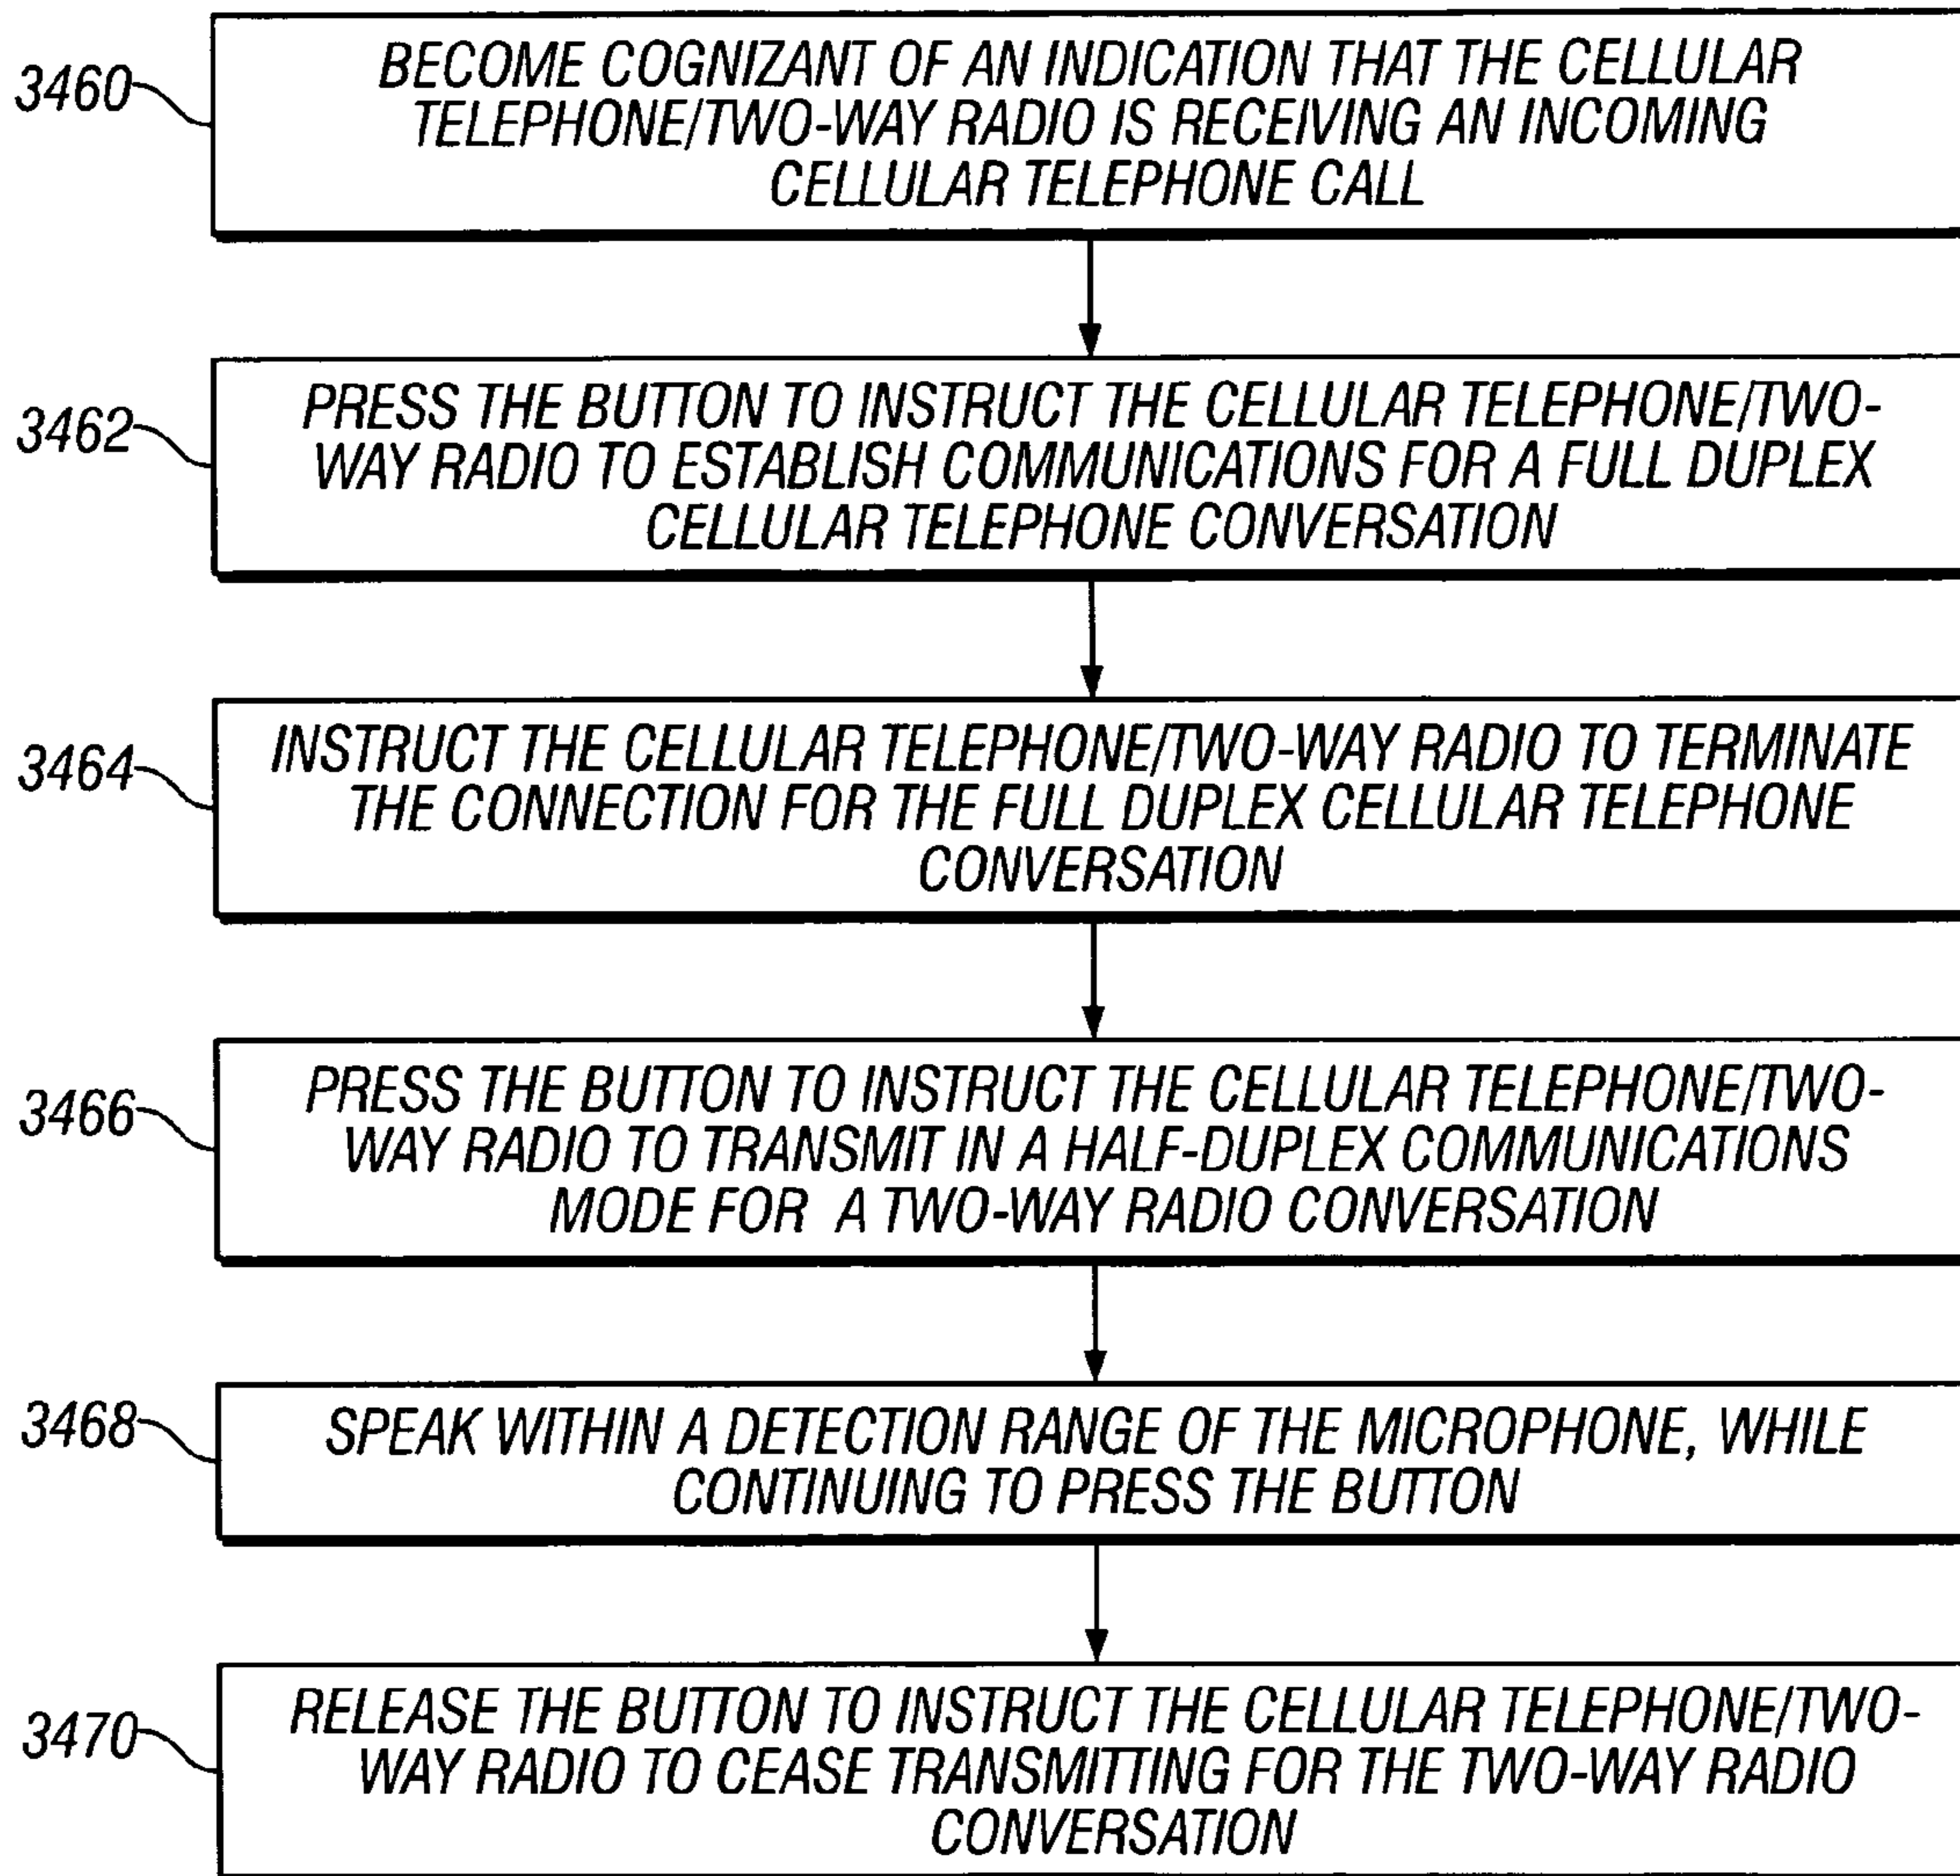 3460
BECOME COGNIZANT OF AN INDICATION THAT THE CELLULAR
TELEPHONE/TWO-WAY RADIO IS RECEIVING AN INCOMING
CELLULAR TELEPHONE CALL
3462
PRESS THE BUTTON TO INSTRUCT THE CELLULAR TELEPHONE/TWO-
WAY RADIO TO ESTABLISH COMMUNICATIONS FOR A FULL DUPLEX
CELLULAR TELEPHONE CONVERSATION
3464
INSTRUCT THE CELLULAR TELEPHONE/TWO-WAY RADIO TO TERMINATE
THE CONNECTION FOR THE FULL DUPLEX CELLULAR TELEPHONE
CONVERSATION
3466
PRESS THE BUTTON TO INSTRUCT THE CELLULAR TELEPHONE/TWO-
WAY RADIO TO TRANSMIT IN A HALF-DUPLEX COMMUNICATIONS
MODE FOR A TWO-WAY RADIO CONVERSATION
3468
SPEAK WITHIN A DETECTION RANGE OF THE MICROPHONE, WHILE
CONTINUING TO PRESS THE BUTTON
3470
RELEASE THE BUTTON TO INSTRUCT THE CELLULAR TELEPHONE/TWO-
WAY RADIO TO CEASE TRANSMITTING FOR THE TWO-WAY RADIO
CONVERSATION